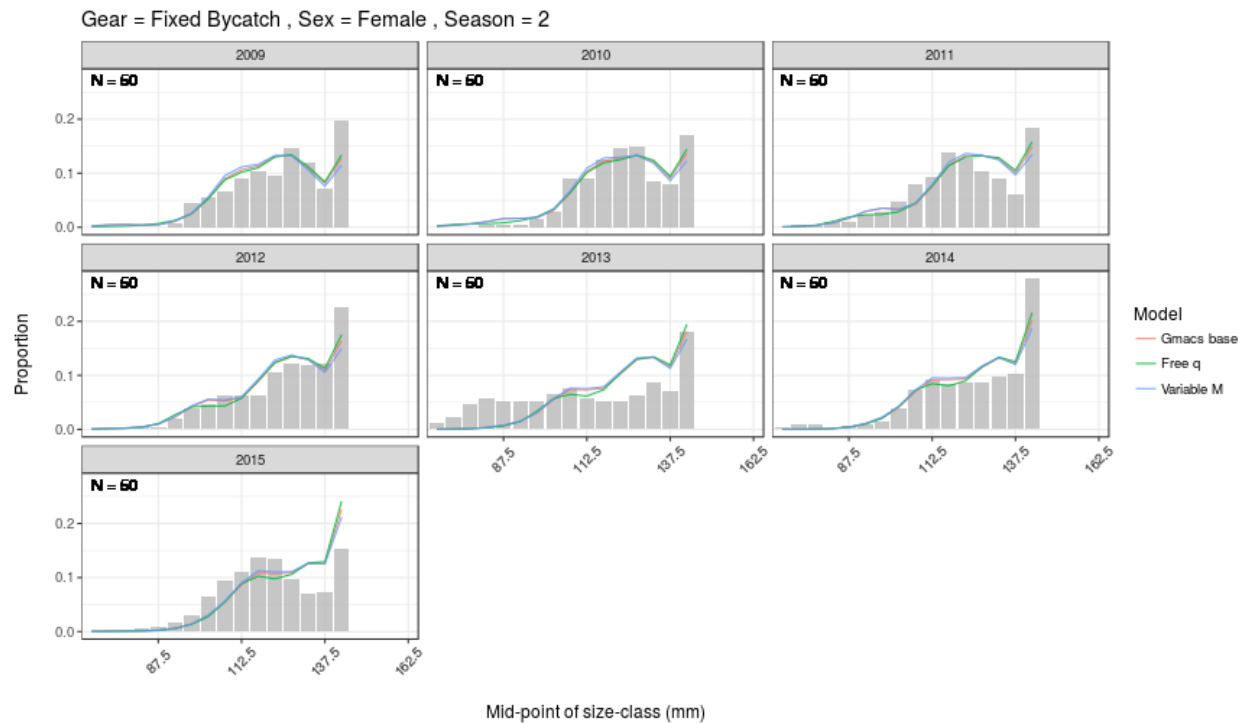 Gear = Fixed Bycatch , Sex = Female , Season = 2
2009
2010
2011
N = 60
N = 60
N = 60
0.2
0.1
0.0
2012
2013
2014
N = 60
N = 60
N = 60
0.2
0.1
0.0
87.5
112.5
137.5
162.5
87.5
112.5
137.5
162.5
2015
N = 60
0.2
0.1
0.0
87.5
112.5
137.5
162.5
Proportion
Mid-point of size-class (mm)
Model
Gmacs base
Free q
Variable M